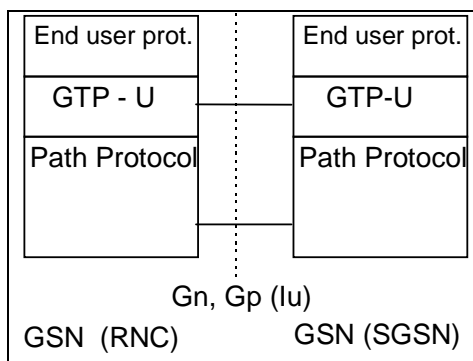 End user prot.
End user prot.
GTP - U
GTP-U
Path Protocol
Path Protocol
Gn, Gp (Iu)
GSN (RNC)
GSN (SGSN)